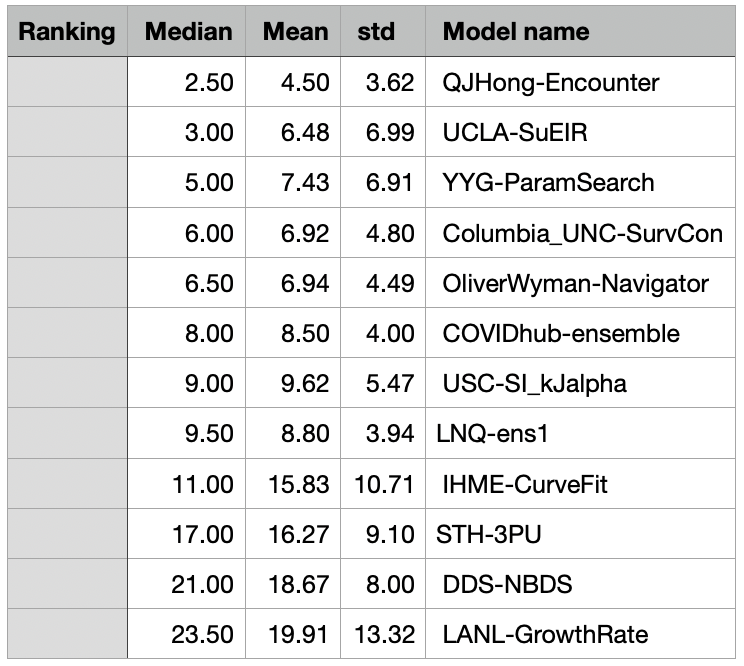 Ranking Median Mean std Model name
2.50 4.50 3.62 QJHong-Encounter
3.00 6.48 6.99 UCLA-SuEIR
5.00 7.43 6.91 YYG-ParamSearch
6.00 6.92 4.80 Columbia_UNC-SurvCon
6.50 6.94 4.49 OliverWyman-Navigator
8.00 8.50 4.00 COVIDhub-ensemble
9.00 9.62 5.47 USC-SI_kJalpha
9.50 8.80 3.94 LNQ-ens1
11.00 15.83 10.71 IHME-CurveFit
17.00 16.27 9.10 STH-3PU
21.00 18.67 8.00 DDS-NBDS
23.50 19.91 13.32 LANL-GrowthRate